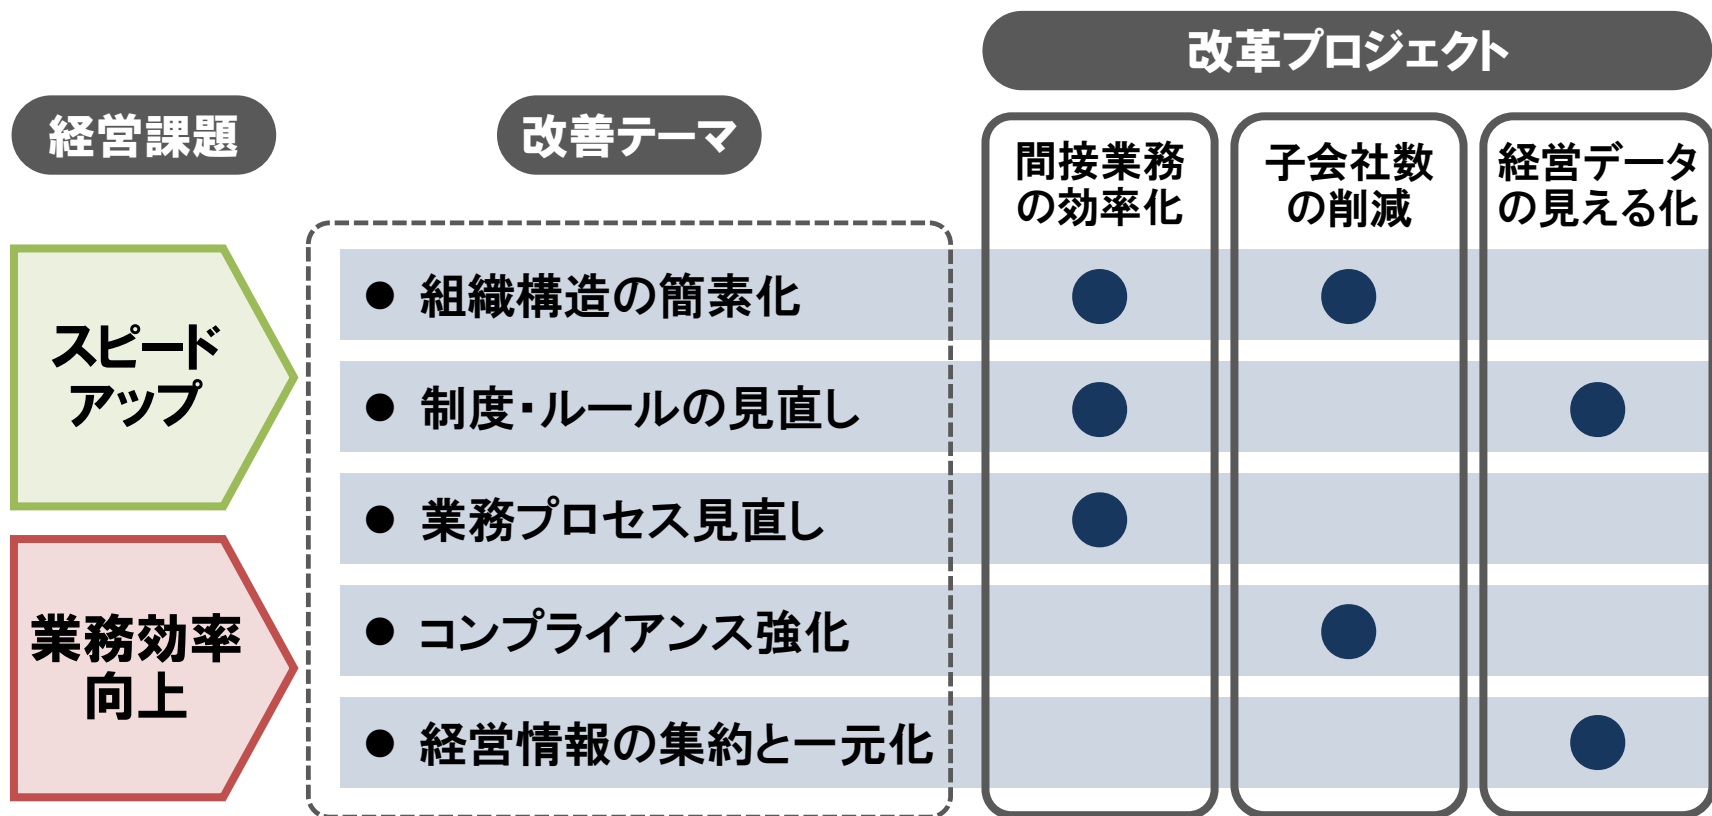 改革プロジェクト
経営課題
改善テーマ
間接業務
の効率化
子会社数
の削減
経営データ
の見える化
スピード
アップ
業務効率
向上
● 組織構造の簡素化
● 制度・ルールの見直し
● 業務プロセス見直し
● コンプライアンス強化
● 経営情報の集約と一元化